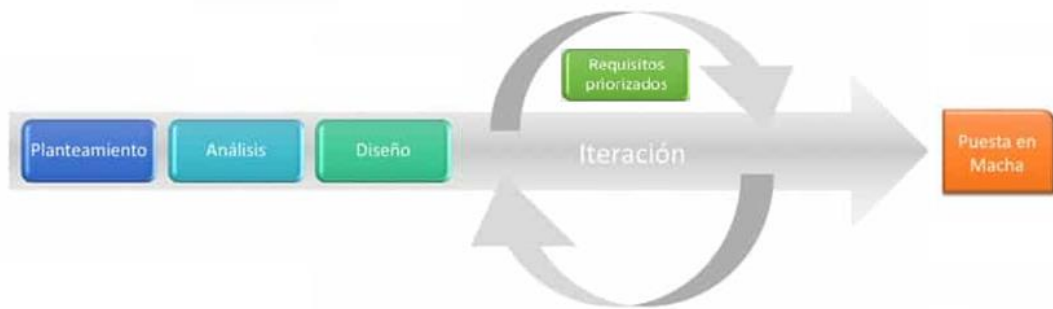 Requisitos
priorizados
Planteamiento
Análisis
Diseño
Iteración
Puesta en
Macha